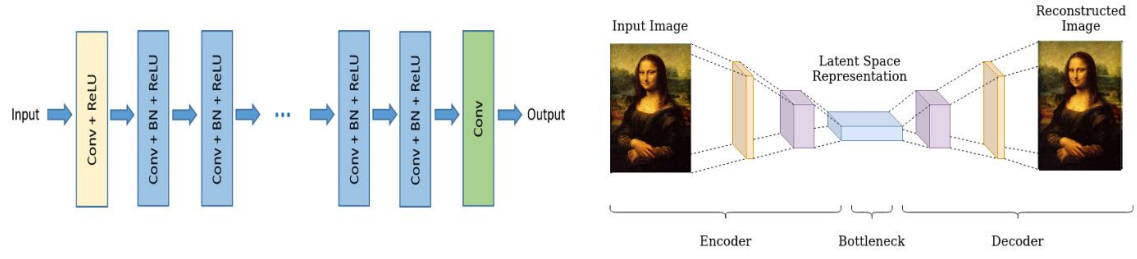 Input
Conv + ReLU
Conv + BN + ReLU
Conv + BN + ReLU
...
Conv + BN + ReLU
Conv + BN + ReLU
Conv
Output
Input Image
Latent Space
Representation
Reconstructed
Image
Encoder
Bottleneck
Decoder